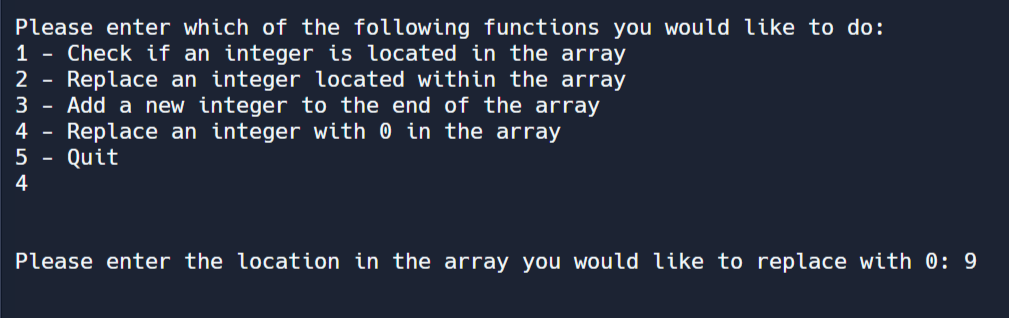 Please enter which of the following functions you would like to do:
1 - Check if an integer is located in the array
2 - Replace an integer located within the array
3 - Add a new integer to the end of the array
4 - Replace an integer with 0 in the array
5 - Quit
4
Please enter the location in the array you would like to replace with 0: 9